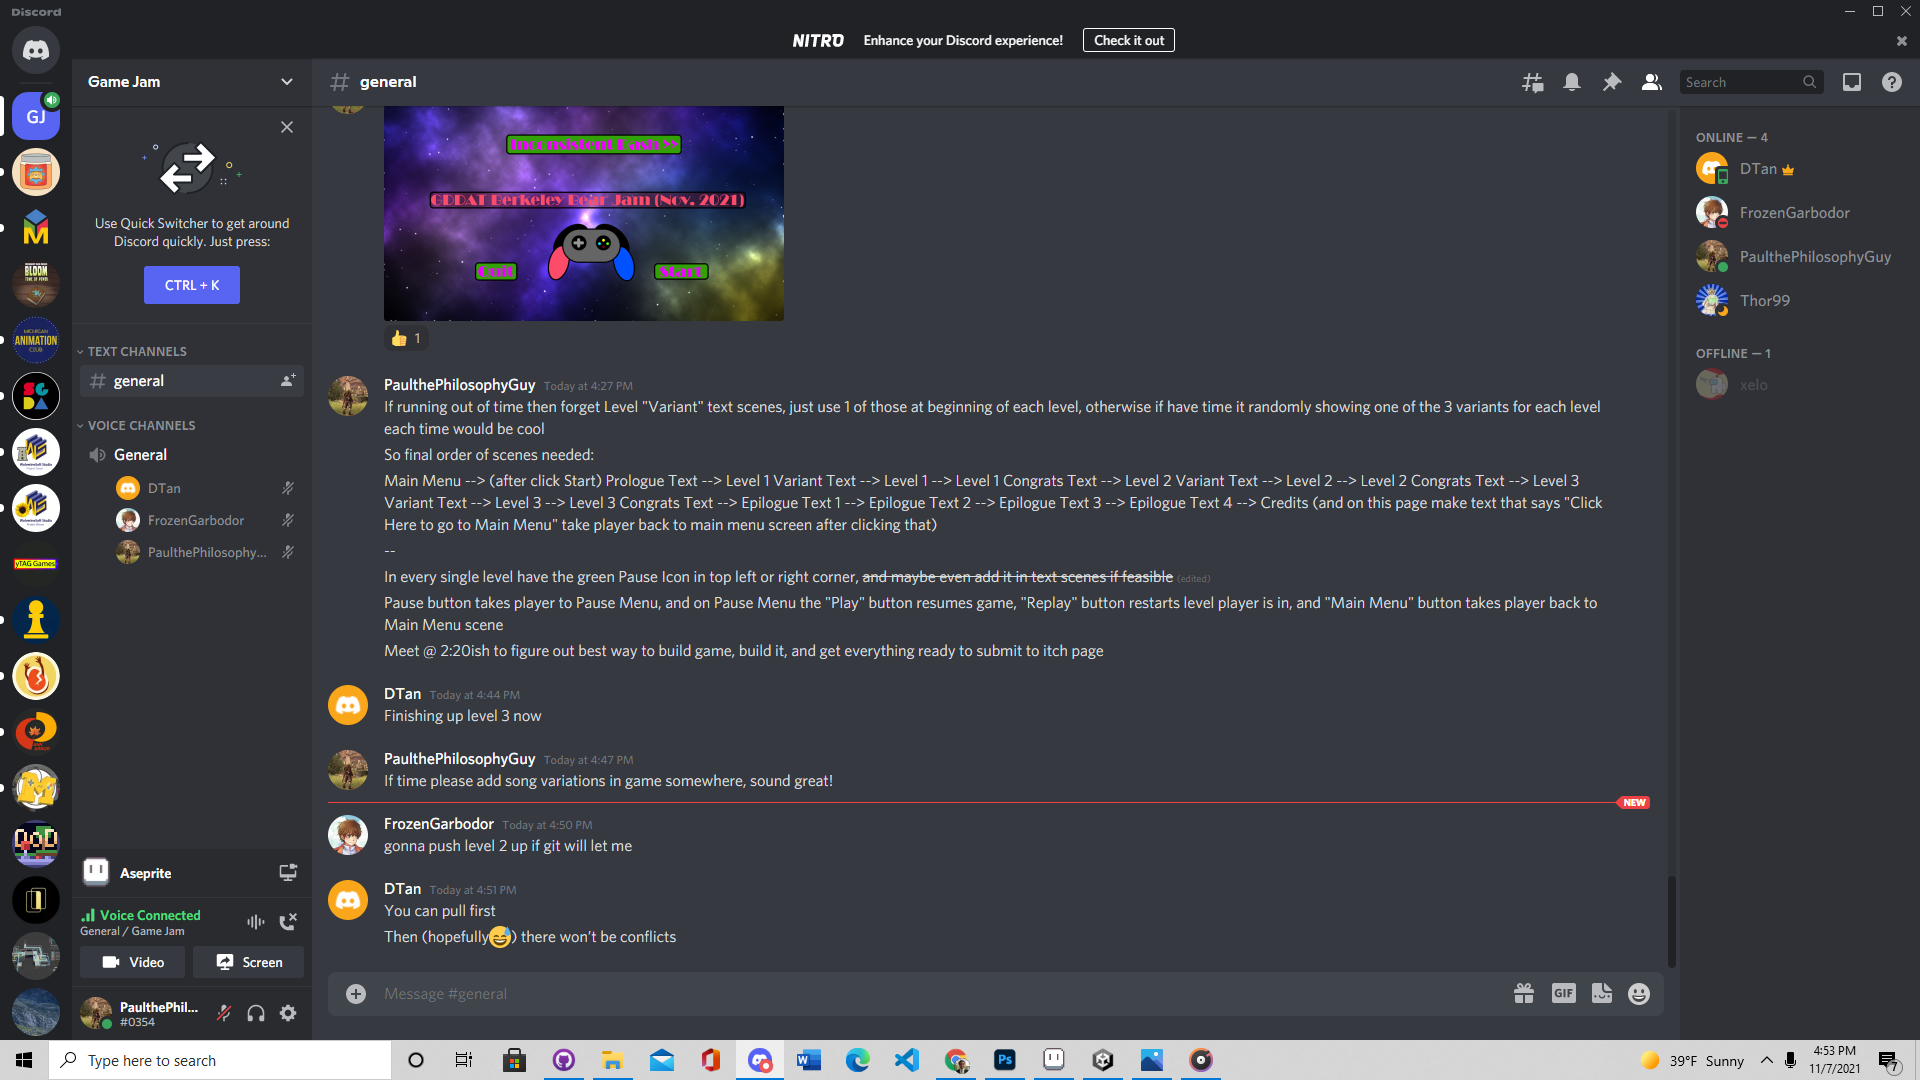 Discord
NITRO Enhance your Discord experience! Check it out
Game Jam
general
Search
GJ
Use Quick Switcher to get around
Discord quickly. Just press:
CTRL + K
TEXT CHANNELS
general
VOICE CHANNELS
General
DTan
FrozenGarbodor
PaulthePhilosophy...
Aseprite
Voice Connected
General / Game Jam
Video
Screen
PaulthePhil...
#0354
BLOOM
MICHIGAN
ANIMATION
CLUB
yTAG Games
Inconsistent Dash >>
GDDAT Berkeley Bear Jam (Nov. 2021)
Quit
Start
1
PaulthePhilosophyGuy Today at 4:27 PM
If running out of time then forget Level "Variant" text scenes, just use 1 of those at beginning of each level, otherwise if have time it randomly showing one of the 3 variants for each level
each time would be cool
So final order of scenes needed:
Main Menu --> (after click Start) Prologue Text --> Level 1 Variant Text --> Level 1 --> Level 1 Congrats Text --> Level 2 Variant Text --> Level 2 --> Level 2 Congrats Text --> Level 3
Variant Text --> Level 3 --> Level 3 Congrats Text --> Epilogue Text 1 --> Epilogue Text 2 --> Epilogue Text 3 --> Epilogue Text 4 --> Credits (and on this page make text that says "Click
Here to go to Main Menu" take player back to main menu screen after clicking that)
--
In every single level have the green Pause Icon in top left or right corner, and maybe even add it in text scenes if feasible (edited)
Pause button takes player to Pause Menu, and on Pause Menu the "Play" button resumes game, "Replay" button restarts level player is in, and "Main Menu" button takes player back to
Main Menu scene
Meet @ 2:20ish to figure out best way to build game, build it, and get everything ready to submit to itch page
DTan Today at 4:44 PM
Finishing up level 3 now
PaulthePhilosophyGuy Today at 4:47 PM
If time please add song variations in game somewhere, sound great!
NEW
FrozenGarbodor Today at 4:50 PM
gonna push level 2 up if git will let me
DTan Today at 4:51 PM
You can pull first
Then (hopefully😅) there won't be conflicts
Message #general
GIF
ONLINE — 4
DTan
FrozenGarbodor
PaulthePhilosophyGuy
Thor99
OFFLINE — 1
xelo
Type here to search
Ps
39°F Sunny
4:53 PM
11/7/2021
7